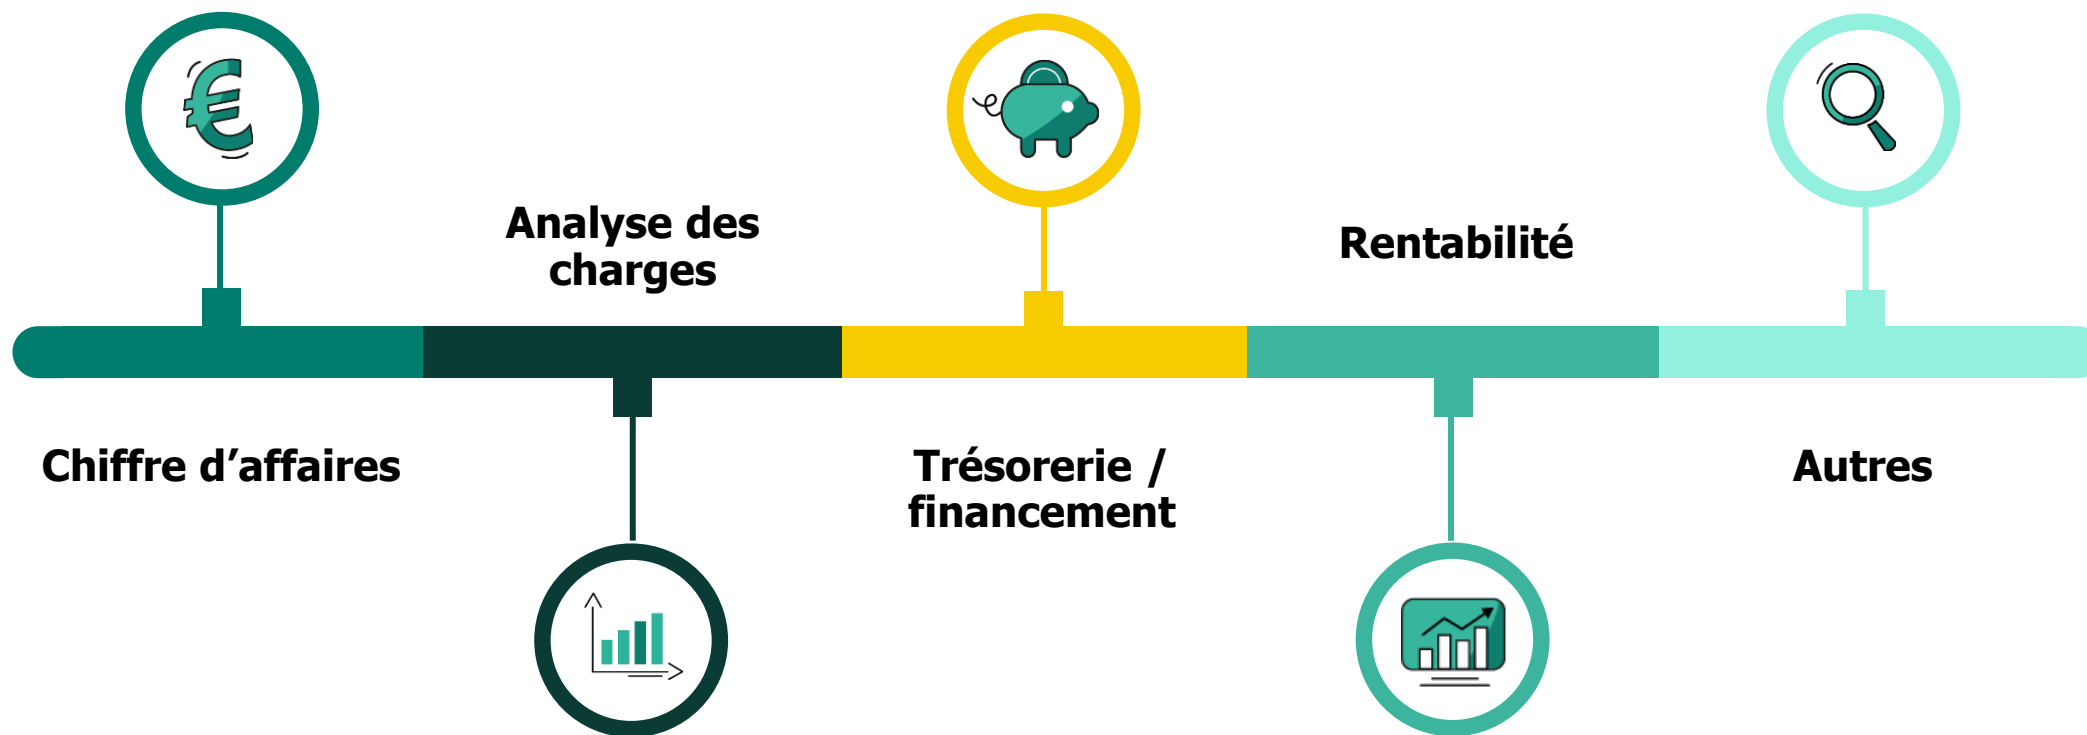 Chiffre d’affaires
Analyse des
charges
Trésorerie /
financement
Rentabilité
Autres